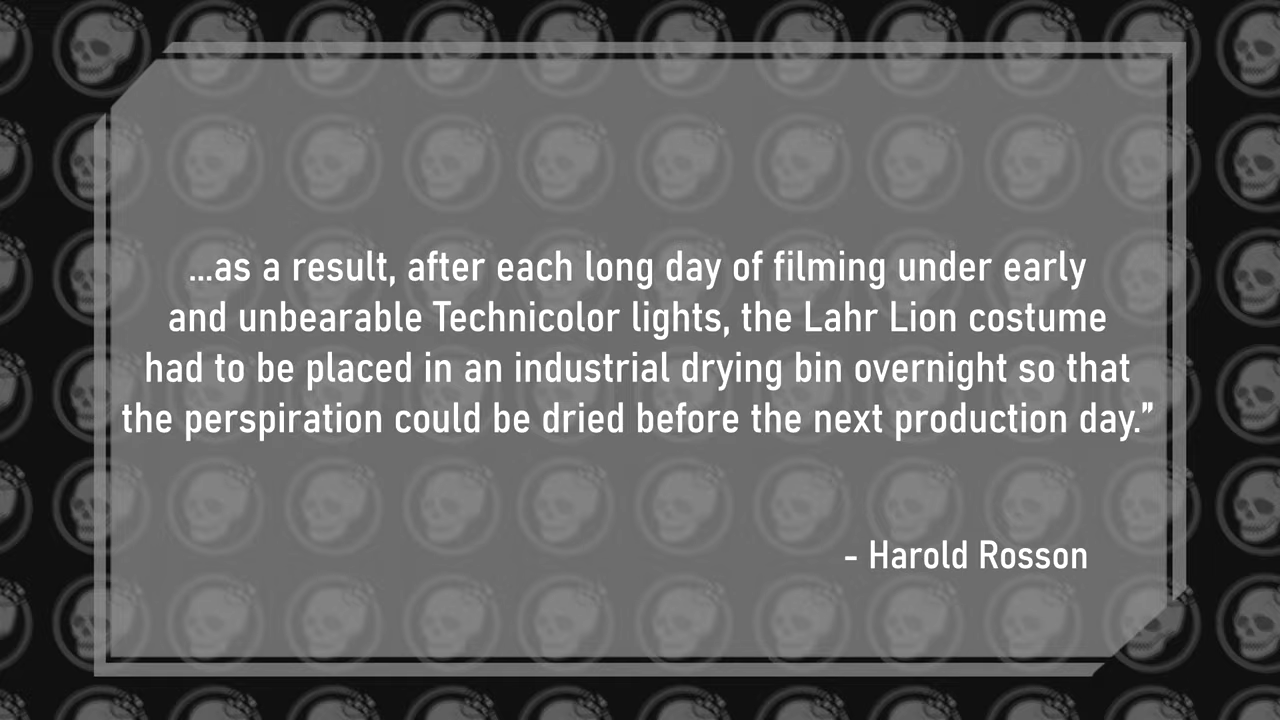 ...as a result, after each long day of filming under early
and unbearable Technicolor lights, the Lahr Lion costume
had to be placed in an industrial drying bin overnight so that
the perspiration could be dried before the next production day.”
- Harold Rosson